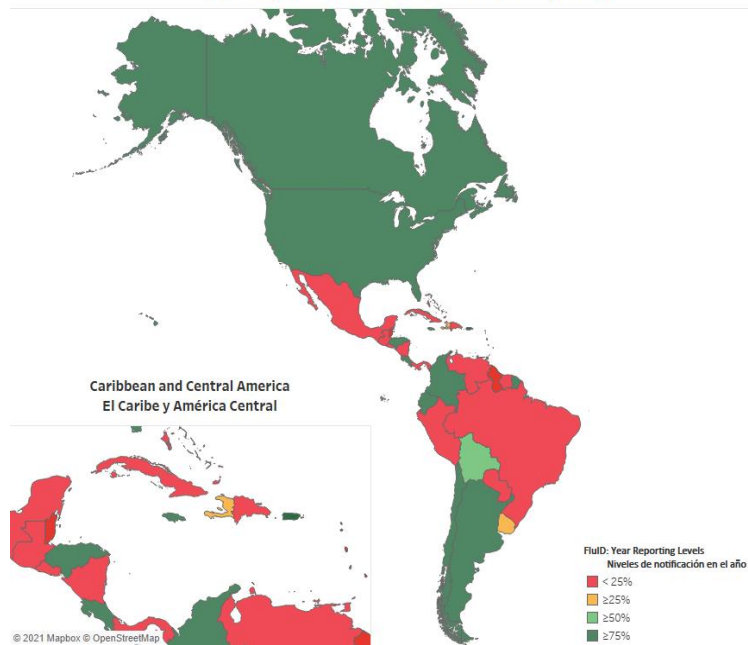 Caribbean and Central America
El Caribe y América Central
FluID: Year Reporting Levels
Niveles de notificación en el año
< 25%
≥25%
≥50%
≥75%
© 2021 Mapbox © OpenStreetMap